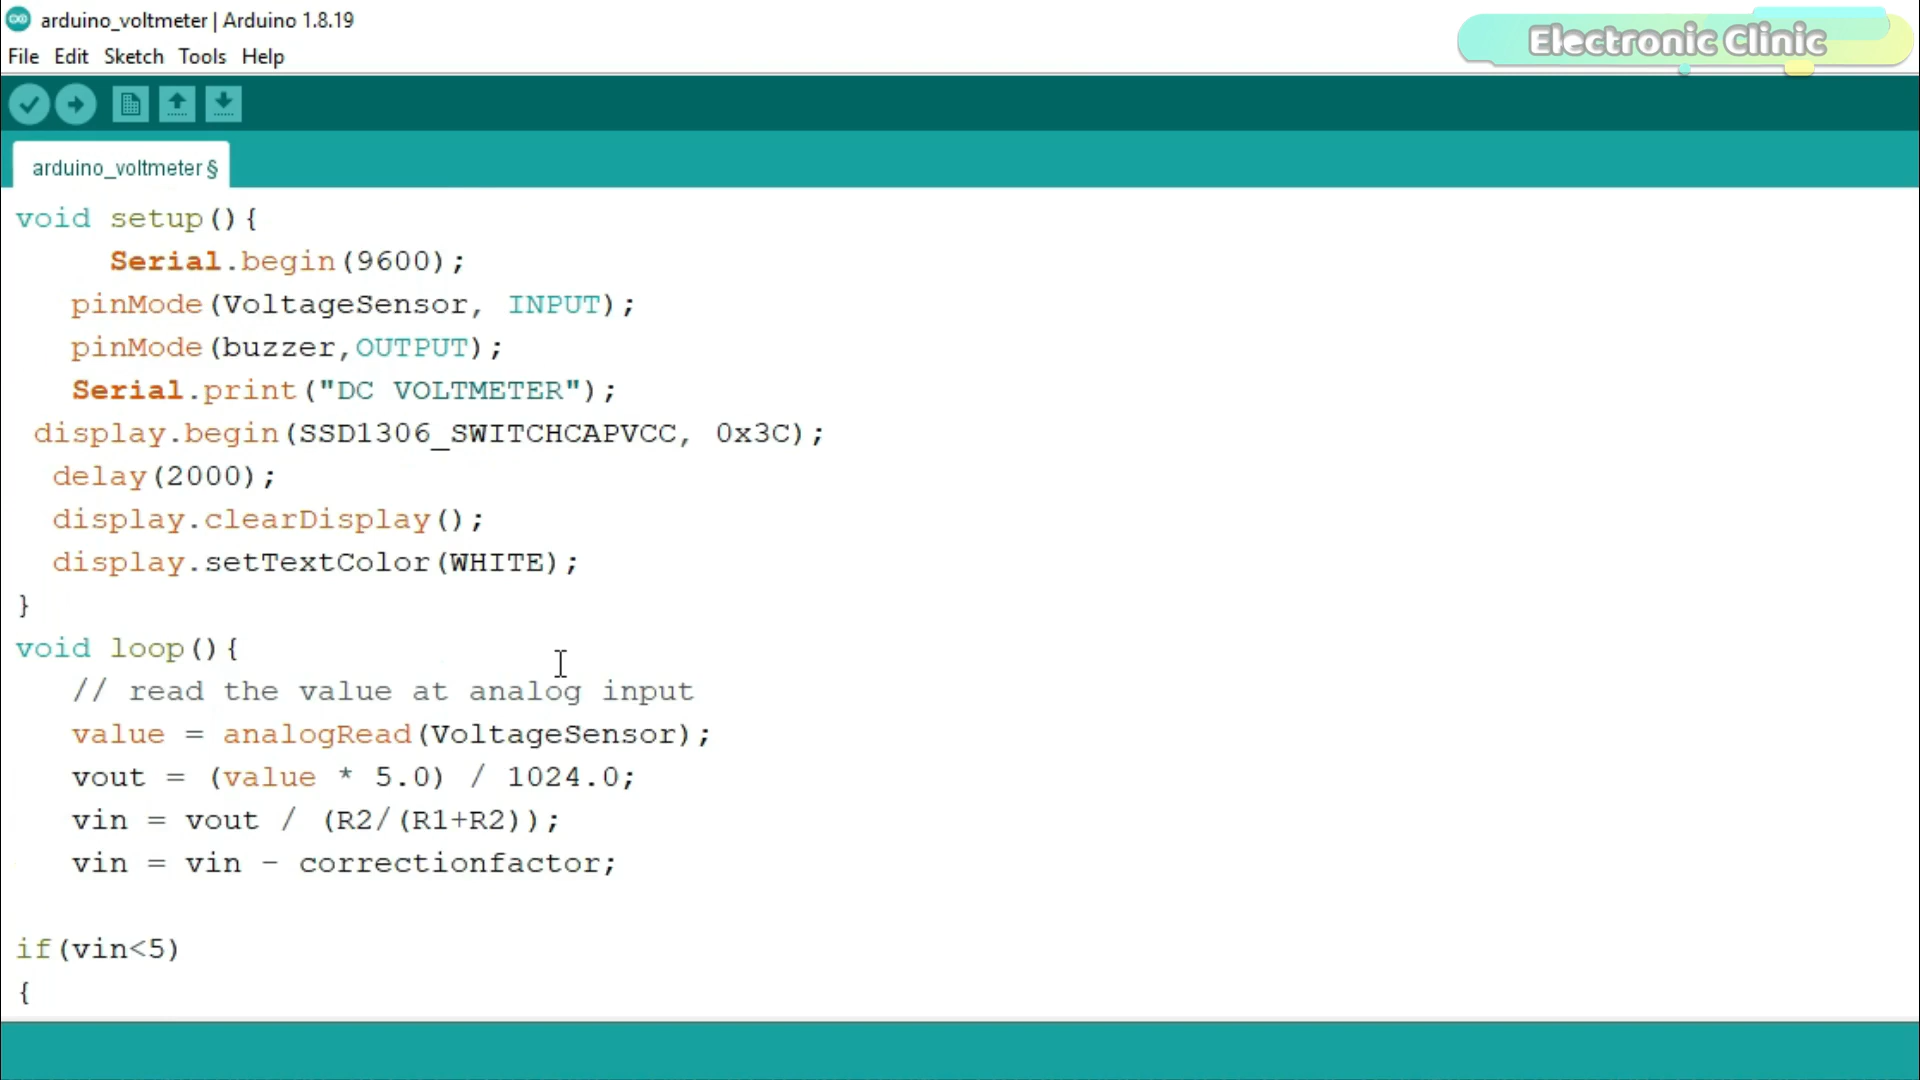 arduino_voltmeter | Arduino 1.8.19
Electronic Clinic
File Edit Sketch Tools Help
arduino_voltmeter §
void setup(){
Serial.begin(9600);
pinMode(VoltageSensor, INPUT);
pinMode(buzzer,OUTPUT);
Serial.print("DC VOLTMETER");
display.begin(SSD1306_SWITCHCAPVCC, 0x3C);
delay(2000);
display.clearDisplay();
display.setTextColor(WHITE);
}
void loop(){
// read the value at analog input
value = analogRead(VoltageSensor);
vout = (value * 5.0) / 1024.0;
vin = vout / (R2/(R1+R2));
vin = vin - correctionfactor;
if(vin<5)
{